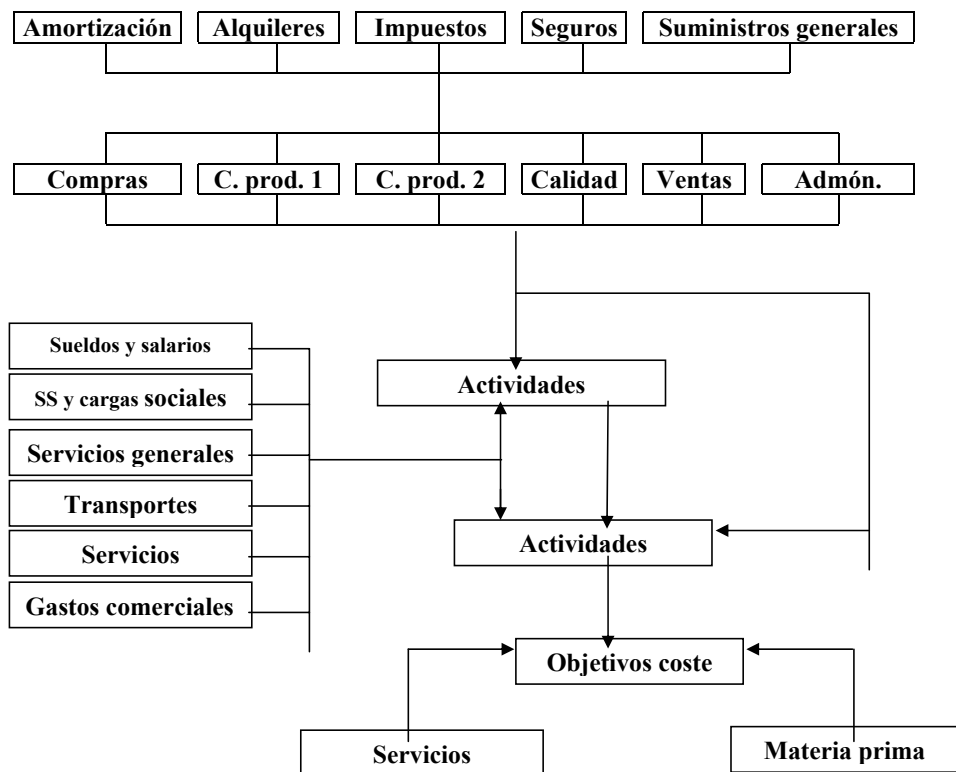 Amortización
Alquileres
Impuestos
Seguros
Suministros generales
Compras
C. prod. 1
C. prod. 2
Calidad
Ventas
Admón.
Sueldos y salarios
SS y cargas sociales
Servicios generales
Transportes
Servicios
Gastos comerciales
Actividades
Actividades
Objetivos coste
Servicios
Materia prima